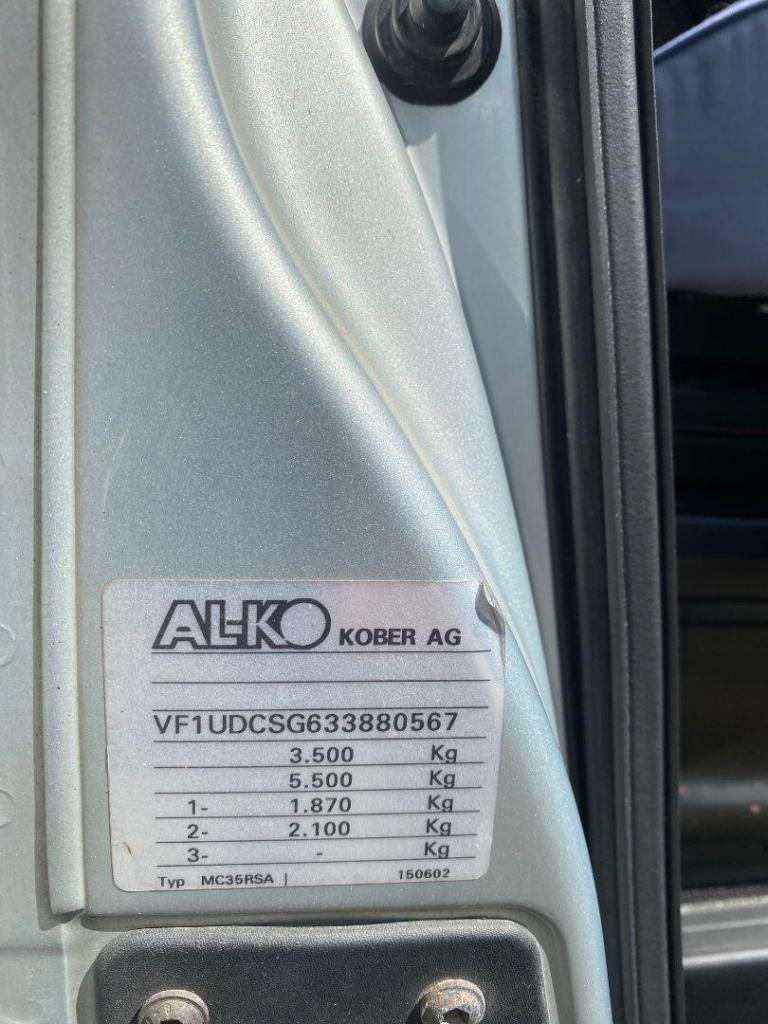 AL-KO KOBER AG
VF1UDCSG633880567
3.500 Kg
5.500 Kg
1- 1.870 Kg
2- 2.100 Kg
3- - Kg
Typ MC35RSA | 150602